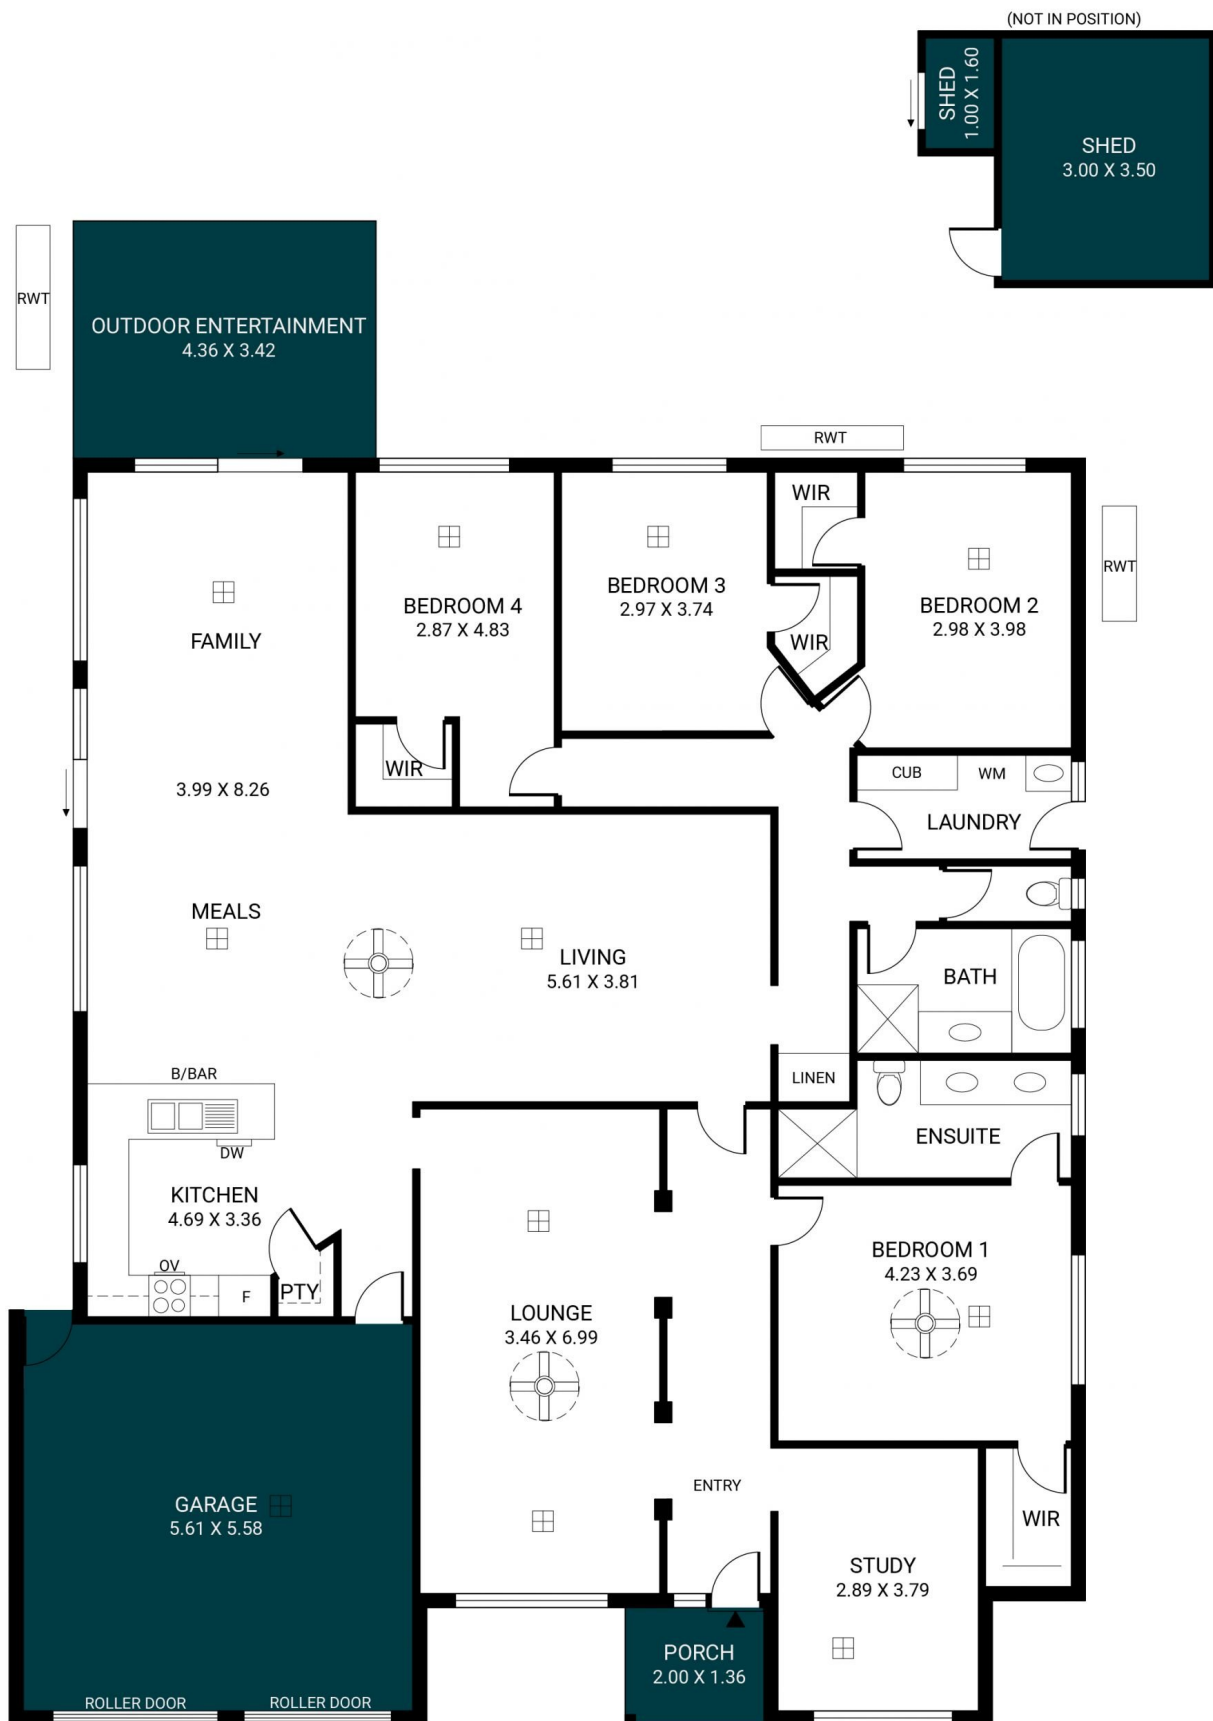 (NOT IN POSITION)
SHED
1.00 X 1.60
SHED
3.00 X 3.50
RWT
OUTDOOR ENTERTAINMENT
4.36 X 3.42
RWT
WIR
BEDROOM 4
2.87 X 4.83
BEDROOM 3
2.97 X 3.74
BEDROOM 2
2.98 X 3.98
RWT
FAMILY
WIR
WIR
3.99 X 8.26
CUB
WM
LAUNDRY
MEALS
LIVING
5.61 X 3.81
BATH
B/BAR
LINEN
DW
ENSUITE
KITCHEN
4.69 X 3.36
OV
F
PTY
BEDROOM 1
4.23 X 3.69
LOUNGE
3.46 X 6.99
ENTRY
GARAGE
5.61 X 5.58
WIR
STUDY
2.89 X 3.79
PORCH
2.00 X 1.36
ROLLER DOOR
ROLLER DOOR